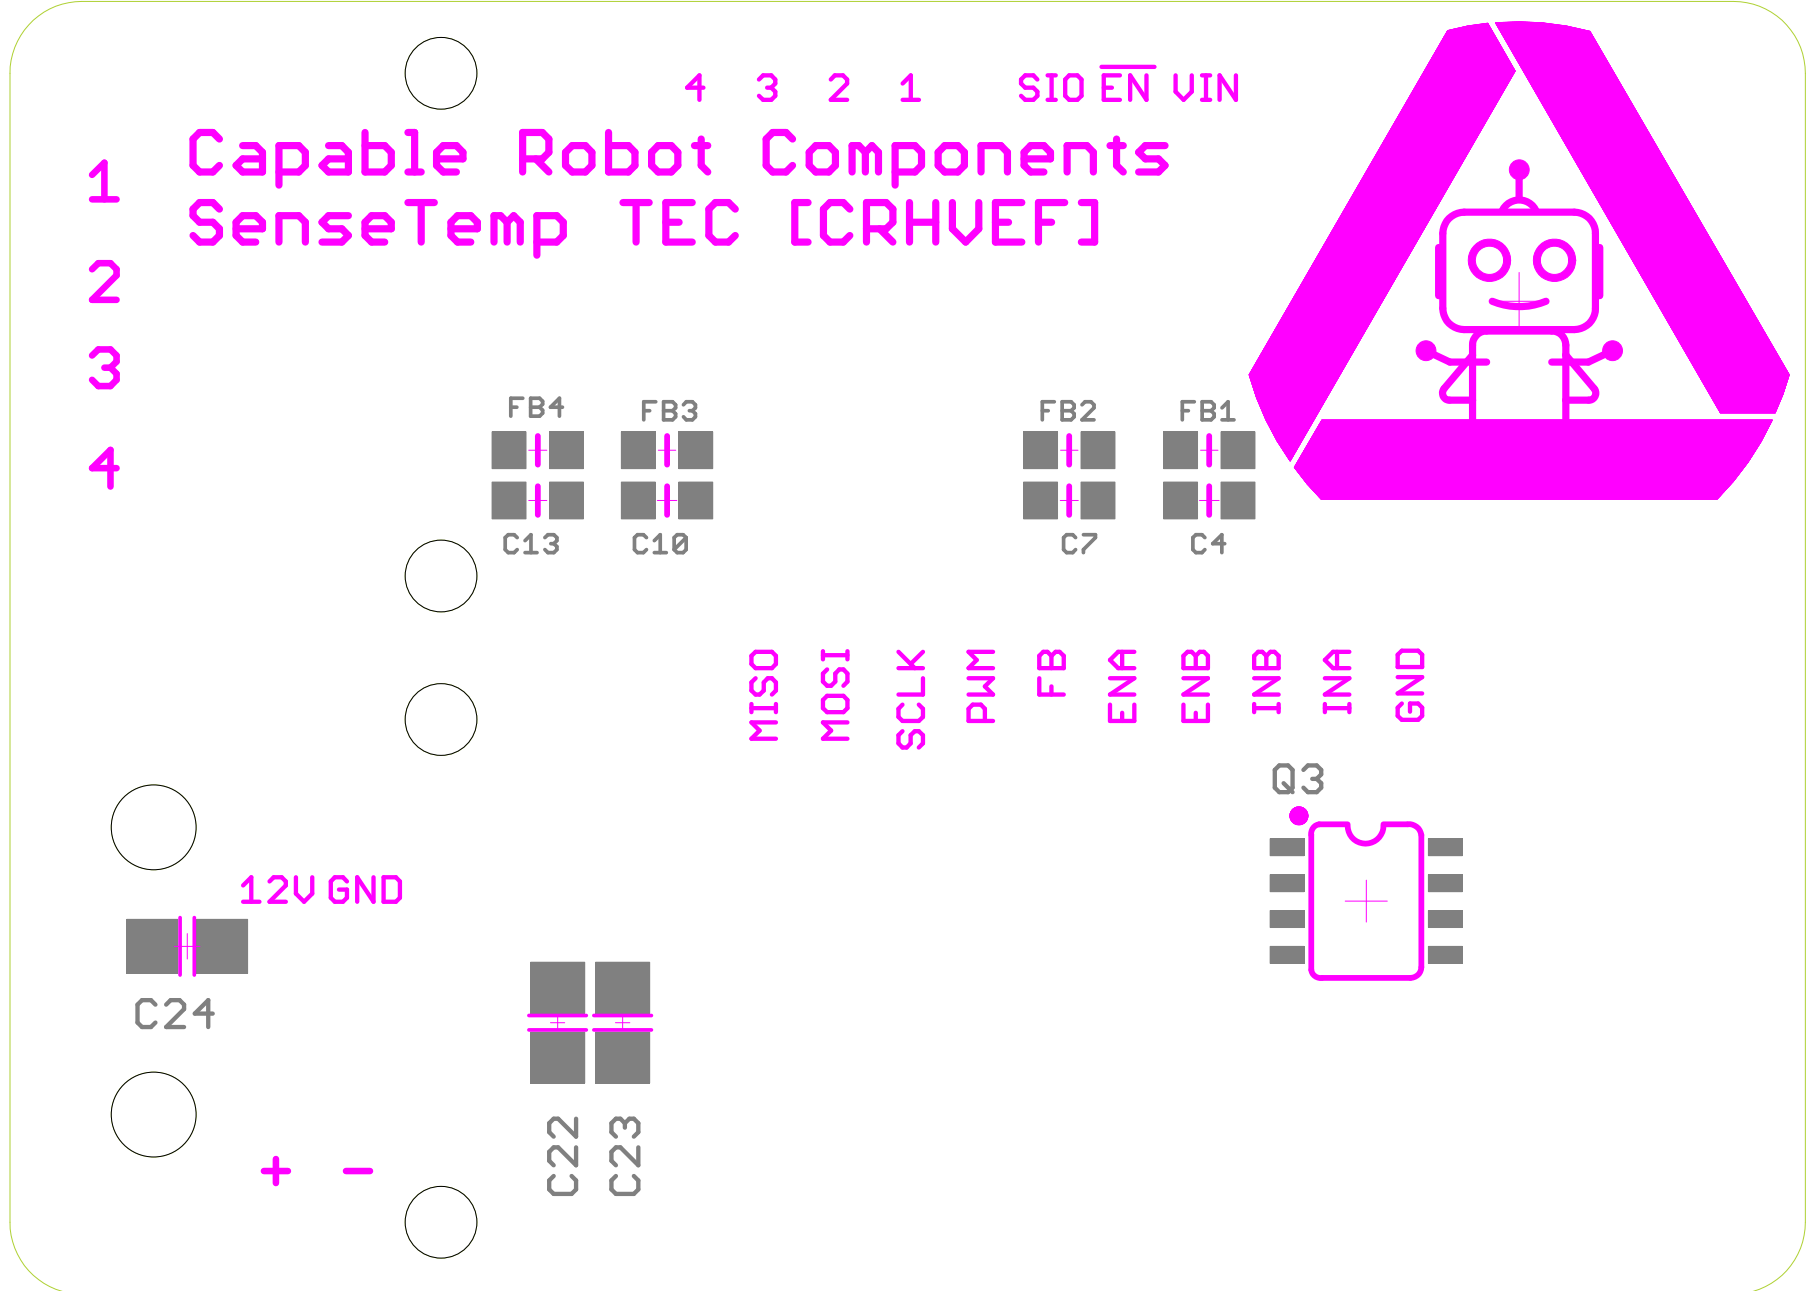 4 3 2 1 SIO EN VIN
Capable Robot Components
SenseTemp TEC [CRHVEF]
1
2
3
4
FB4 FB3 FB2 FB1
C13 C10 C7 C4
MISO
MOSI
SCLK
PWM
FB
ENA
ENB
INB
INA
GND
Q3
12V GND
C24
C22
C23
+ -